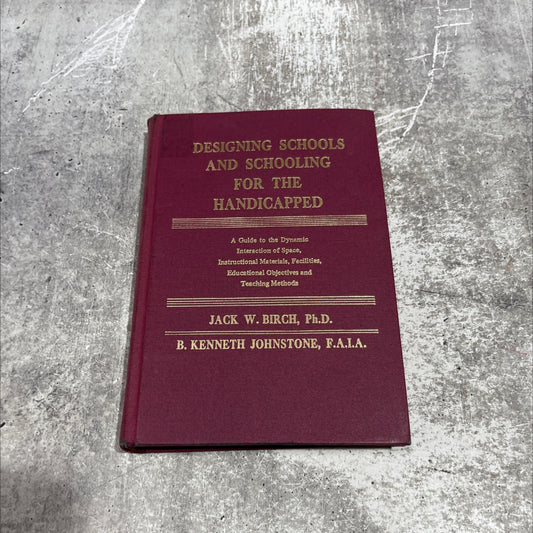 DESIGNING SCHOOLS
AND SCHOOLING
FOR THE
HANDICAPPED
A Guide to the Dynamic
Interaction of Space,
Instructional Materials, Facilities,
Educational Objectives and
Teaching Methods
JACK W. BIRCH, Ph.D.
B. KENNETH JOHNSTONE, F.A.I.A.